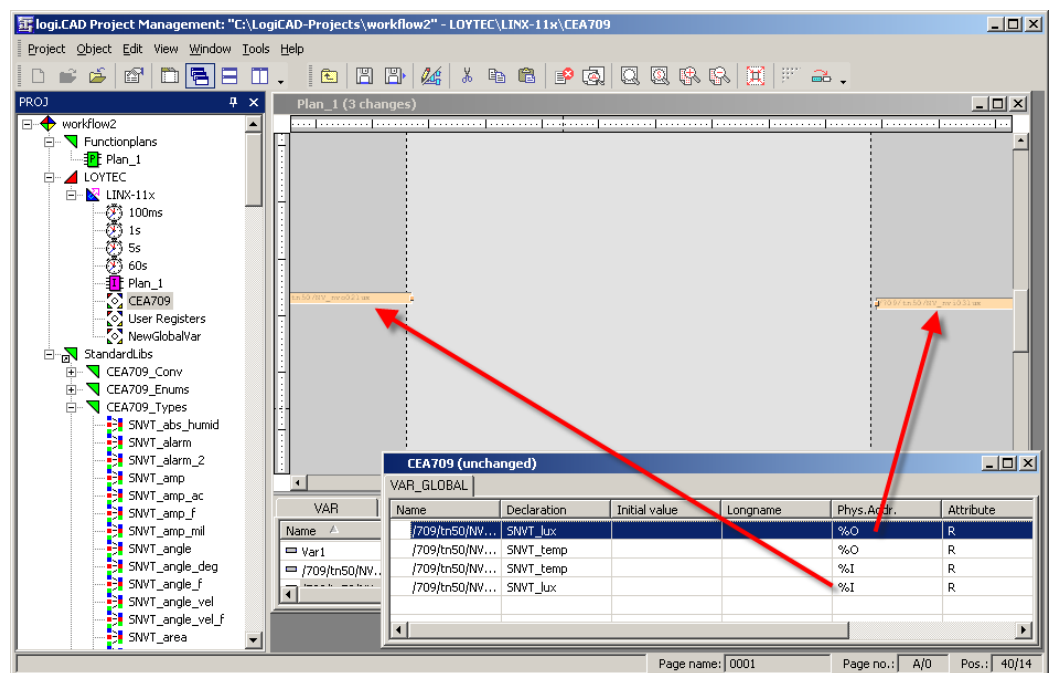 logi.CAD Project Management: "C:\LogiCAD-Projects\workflow2" - LOYTEC\LINX-11x\CEA709
Project Object Edit View Window Tools Help
PROJ
workflow2
Functionplans
Plan_1
LOYTEC
LINX-11x
100ms
1s
5s
60s
Plan_1
CEA709
User Registers
NewGlobalVar
StandardLibs
CEA709_Conv
CEA709_Enums
CEA709_Types
SNVT_abs_humid
SNVT_alarm
SNVT_alarm_2
SNVT_amp
SNVT_amp_ac
SNVT_amp_f
SNVT_amp_mil
SNVT_angle
SNVT_angle_deg
SNVT_angle_f
SNVT_angle_vel
SNVT_angle_vel_f
SNVT_area
Plan_1 (3 changes)
VAR
Name
Var1
/709/tn50/NV...
CEA709 (unchanged)
VAR_GLOBAL
Name Declaration Initial value Longname Phys.Addr. Attribute
/709/tn50/NV... SNVT_lux %O R
/709/tn50/NV... SNVT_temp %O R
/709/tn50/NV... SNVT_temp %I R
/709/tn50/NV... SNVT_lux %I R
Page name: 0001 Page no.: A/0 Pos.: 40/14